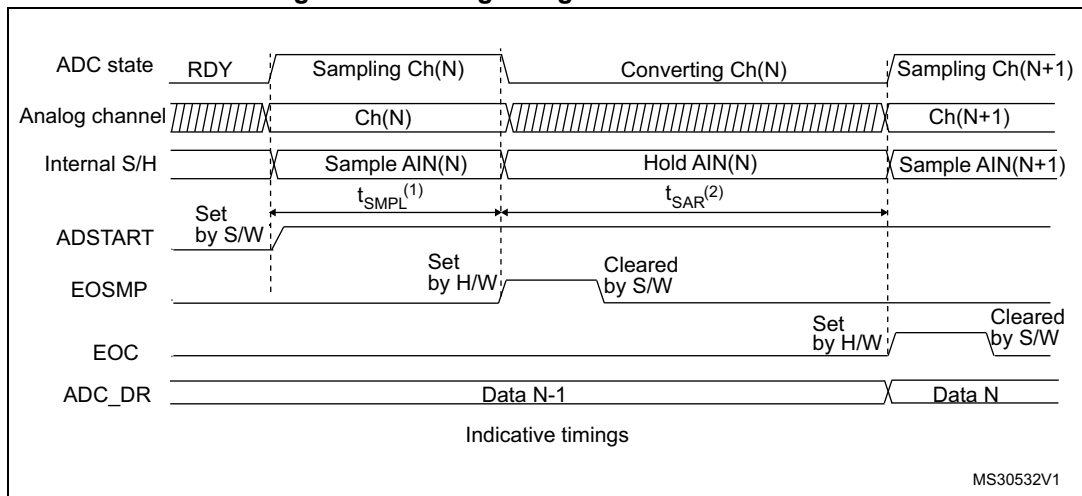 ADC state RDY Sampling Ch(N) Converting Ch(N) Sampling Ch(N+1)
Analog channel Ch(N) Ch(N+1)
Internal S/H Sample AIN(N) Hold AIN(N) Sample AIN(N+1)
tSMPL(1) tSAR(2)
Set
by S/W
ADSTART
Set
by H/W
Cleared
by S/W
EOSMP
Set
by H/W
Cleared
by S/W
EOC
ADC_DR Data N-1 Data N
Indicative timings
MS30532V1